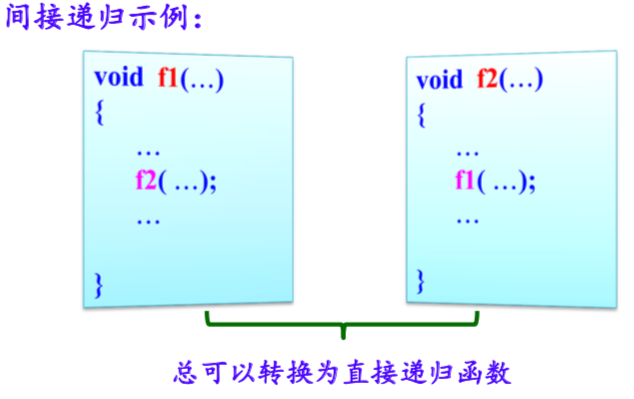 间接递归示例：
void f1(…)
{
…
f2( …);
…
}
void f2(…)
{
…
f1( …);
…
}
总可以转换为直接递归函数